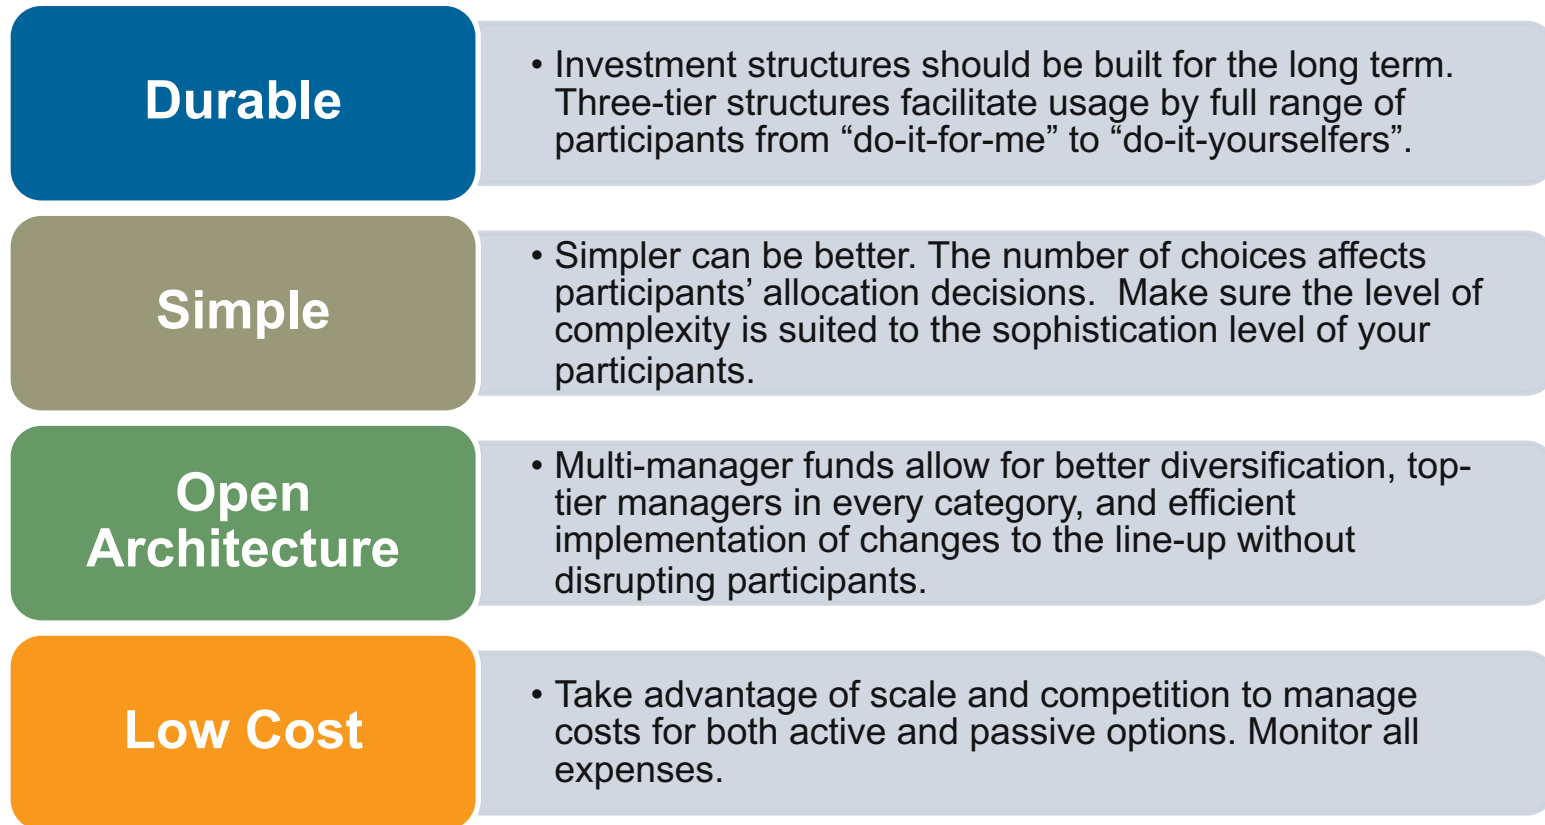 Durable
• Investment structures should be built for the long term.
Three-tier structures facilitate usage by full range of
participants from “do-it-for-me” to “do-it-yourselfers”.
Simple
• Simpler can be better. The number of choices affects
participants’ allocation decisions.  Make sure the level of
complexity is suited to the sophistication level of your
participants.
Open
Architecture
• Multi-manager funds allow for better diversification, top-
tier managers in every category, and efficient
implementation of changes to the line-up without
disrupting participants.
Low Cost
• Take advantage of scale and competition to manage
costs for both active and passive options. Monitor all
expenses.